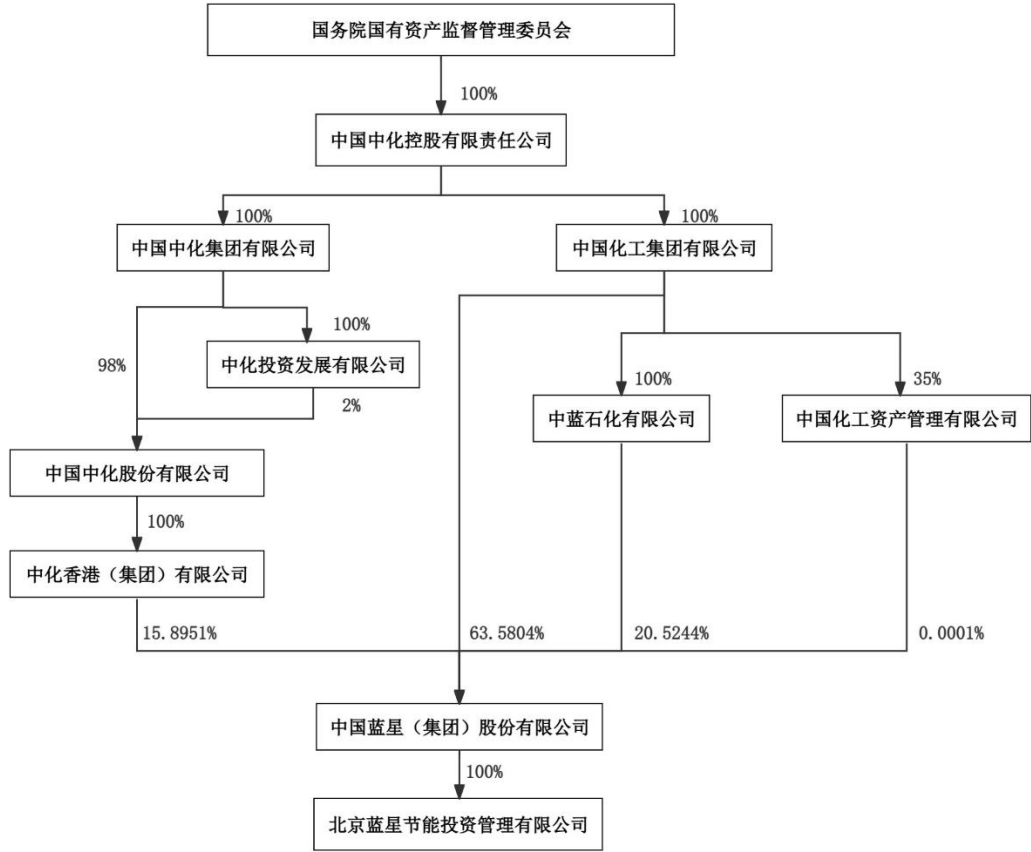 国务院国有资产监督管理委员会
100%
中国中化控股有限责任公司
100%
100%
中国中化集团有限公司
中国化工集团有限公司
100%
98%
中化投资发展有限公司
100%
35%
2%
中蓝石化有限公司
中国化工资产管理有限公司
中国中化股份有限公司
100%
中化香港（集团）有限公司
15.8951%
63.5804%
20.5244%
0.0001%
中国蓝星（集团）股份有限公司
100%
北京蓝星节能投资管理有限公司